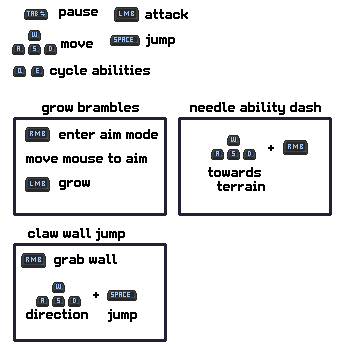 TAB pause LMB attack
W
A S D move SPACE jump
Q E cycle abilities
grow brambles
RMB enter aim mode
move mouse to aim
LMB grow
needle ability dash
W
A S D + RMB
towards
terrain
claw wall jump
RMB grab wall
W
A S D + SPACE
direction jump